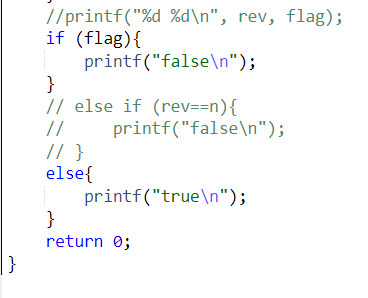 //printf("%d %d\n", rev, flag);
if (flag){
printf("false\n");
}
// else if (rev==n){
//     printf("false\n");
// }
else{
printf("true\n");
}
return 0;
}